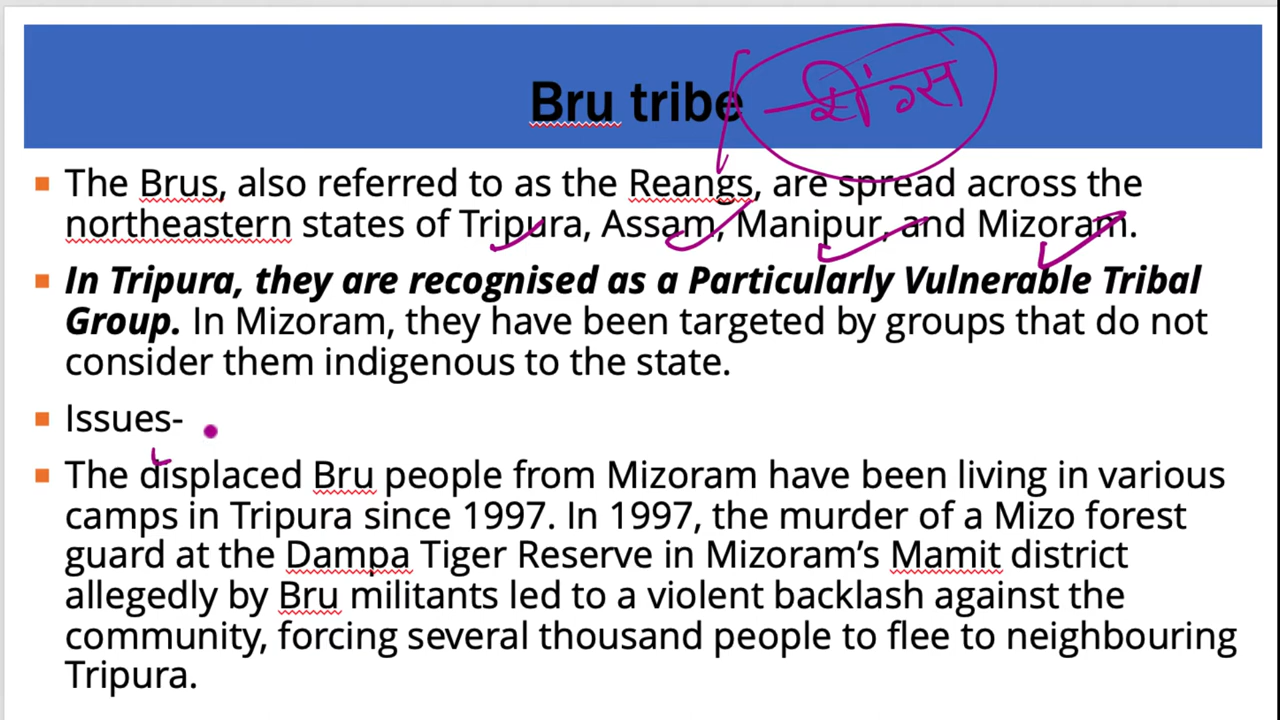 Bru tribe
The Brus, also referred to as the Reangs, are spread across the
northeastern states of Tripura, Assam, Manipur, and Mizoram.
In Tripura, they are recognised as a Particularly Vulnerable Tribal
Group. In Mizoram, they have been targeted by groups that do not
consider them indigenous to the state.
Issues-
The displaced Bru people from Mizoram have been living in various
camps in Tripura since 1997. In 1997, the murder of a Mizo forest
guard at the Dampa Tiger Reserve in Mizoram’s Mamit district
allegedly by Bru militants led to a violent backlash against the
community, forcing several thousand people to flee to neighbouring
Tripura.